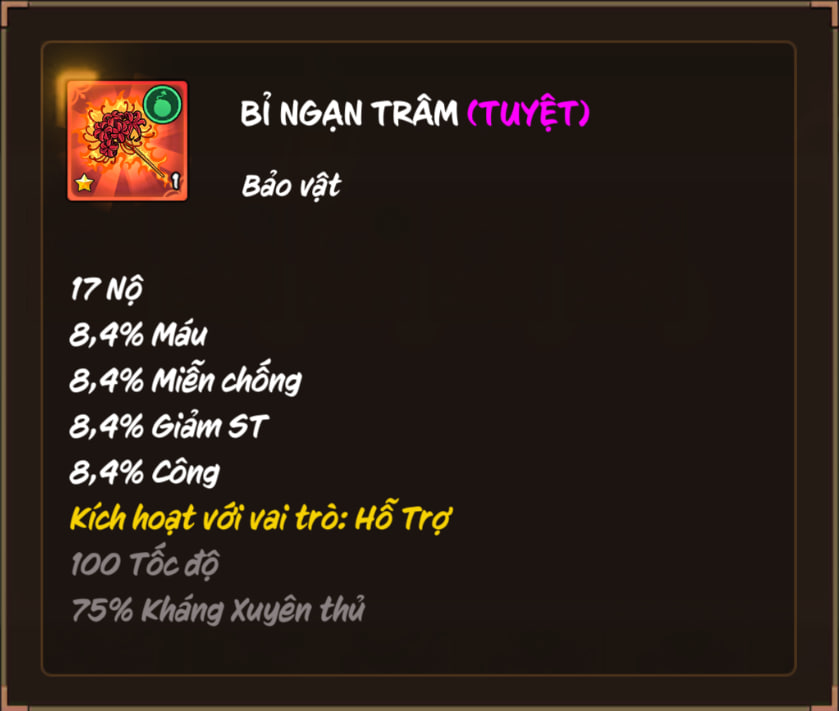 BỈ NGẠN TRÂM (TUYỆT)
Bảo vật
1
17 Nộ
8,4% Máu
8,4% Miễn chống
8,4% Giảm ST
8,4% Công
Kích hoạt với vai trò: Hỗ Trợ
100 Tốc độ
75% Kháng Xuyên thủ